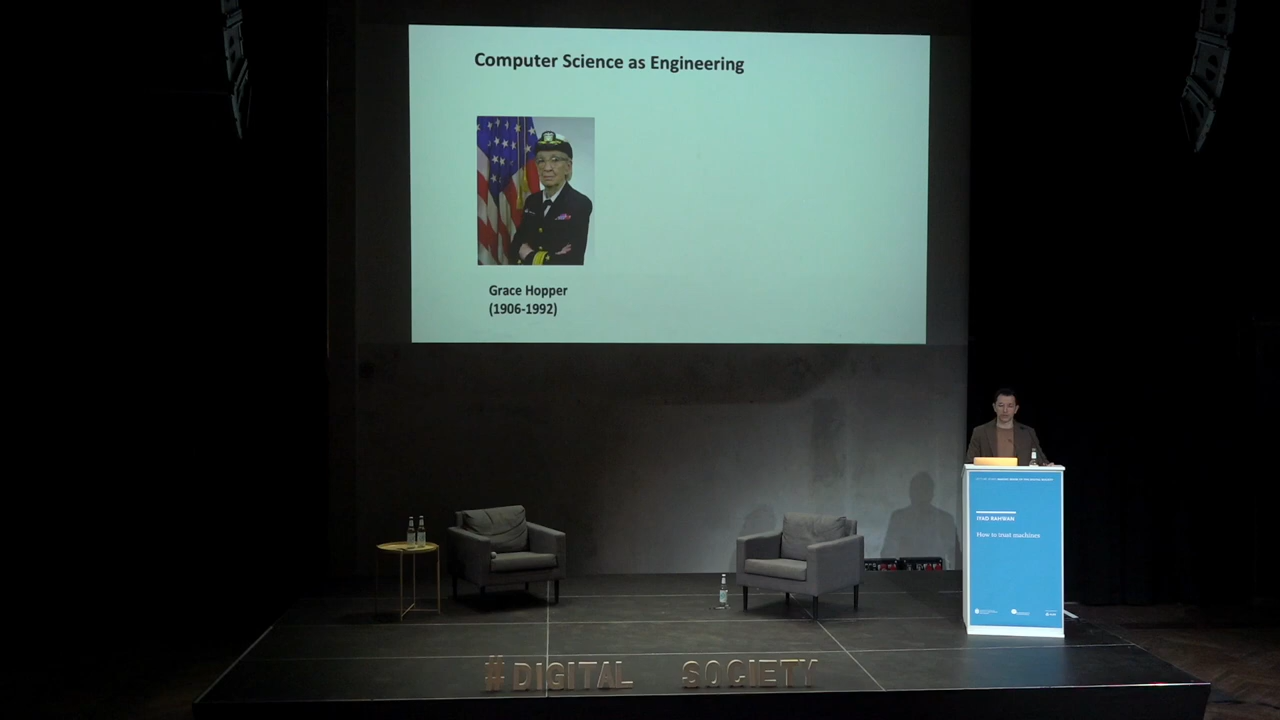 Computer Science as Engineering
Grace Hopper
(1906-1992)
IYAD RAHWAN
How to trust machines
#DIGITAL SOCIETY